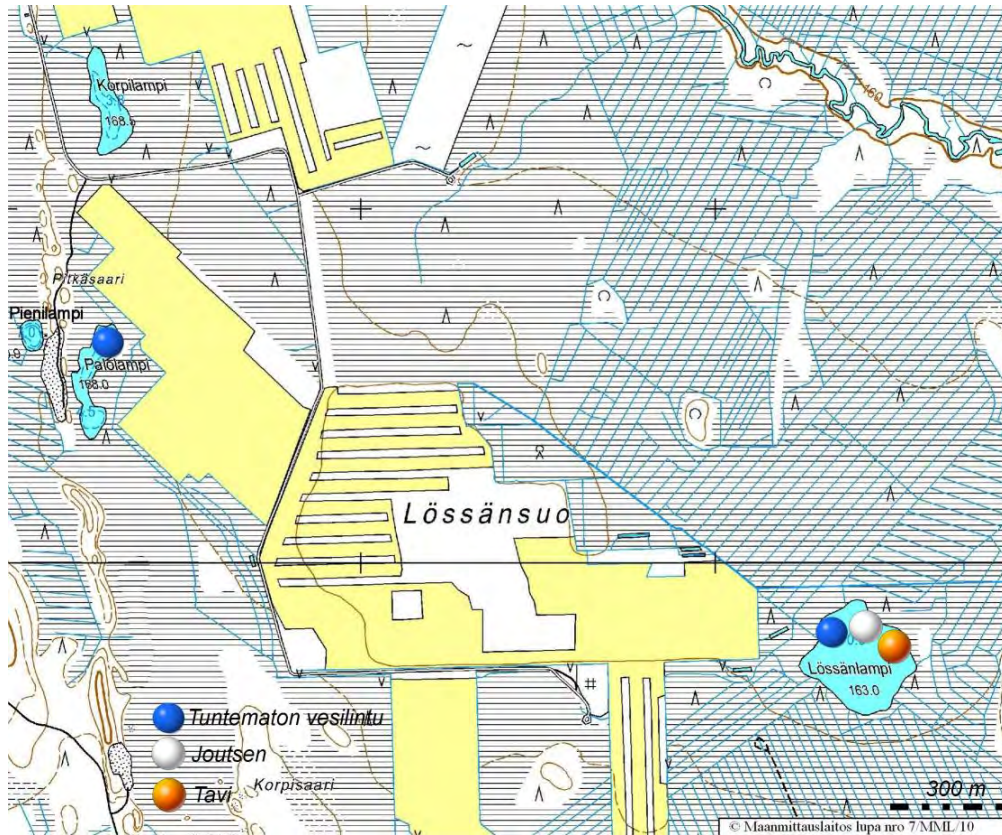 Korpilampi
168.5
160
Pitkäsaari
Pienilampi
Palolampi
168.0
Lössänsuo
Lössänlampi
163.0
Tuntematon vesilintu
Joutsen
Tavi
Korpisaari
300 m
© Maanmittauslaitos lupa nro 7/MML/10